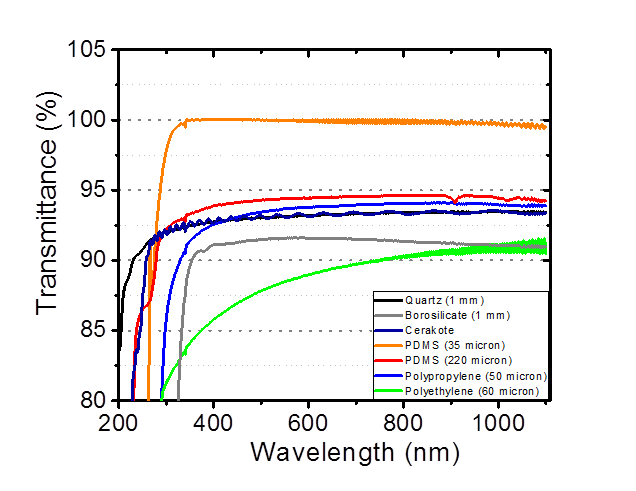 105
100
95
90
85
80
Transmittance (%)
200
400
600
800
1000
Wavelength (nm)
Quartz (1 mm)
Borosilicate (1 mm)
Cerakote
PDMS (35 micron)
PDMS (220 micron)
Polypropylene (50 micron)
Polyethylene (60 micron)